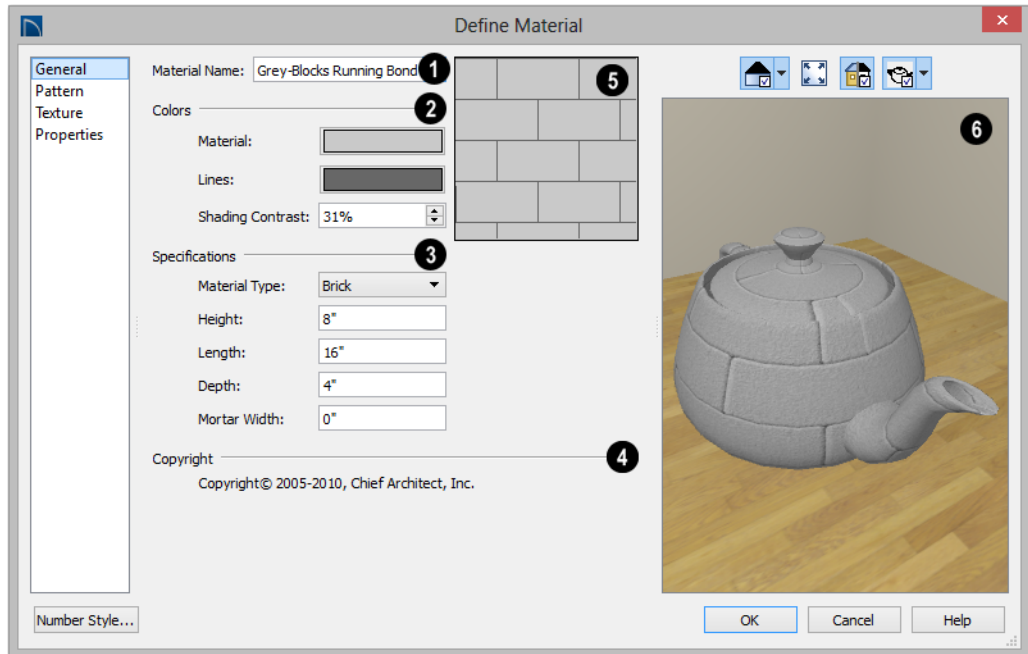 Define Material
General
Pattern
Texture
Properties
Material Name: Grey-Blocks Running Bond 1
Colors 2
Material:
Lines:
Shading Contrast: 31%
Specifications 3
Material Type: Brick
Height: 8"
Length: 16"
Depth: 4"
Mortar Width: 0"
Copyright 4
Copyright© 2005-2010, Chief Architect, Inc.
5
6
Number Style...
OK Cancel Help